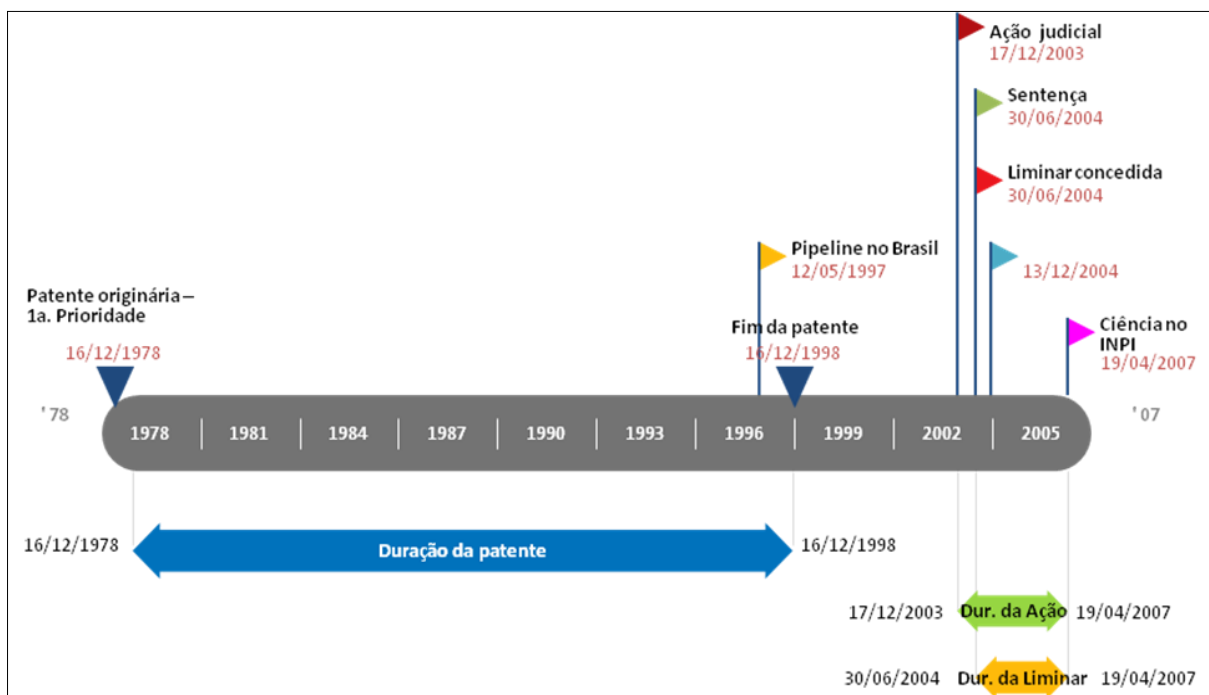 Ação judicial
17/12/2003
Sentença
30/06/2004
Liminar concedida
30/06/2004
Pipeline no Brasil
12/05/1997
13/12/2004
Patente originária –
1a. Prioridade
16/12/1978
Fim da patente
16/12/1998
Ciência no
INPI
19/04/2007
'78
'07
1978 1981 1984 1987 1990 1993 1996 1999 2002 2005
16/12/1978 Duração da patente 16/12/1998
17/12/2003 Dur. da Ação 19/04/2007
30/06/2004 Dur. da Liminar 19/04/2007